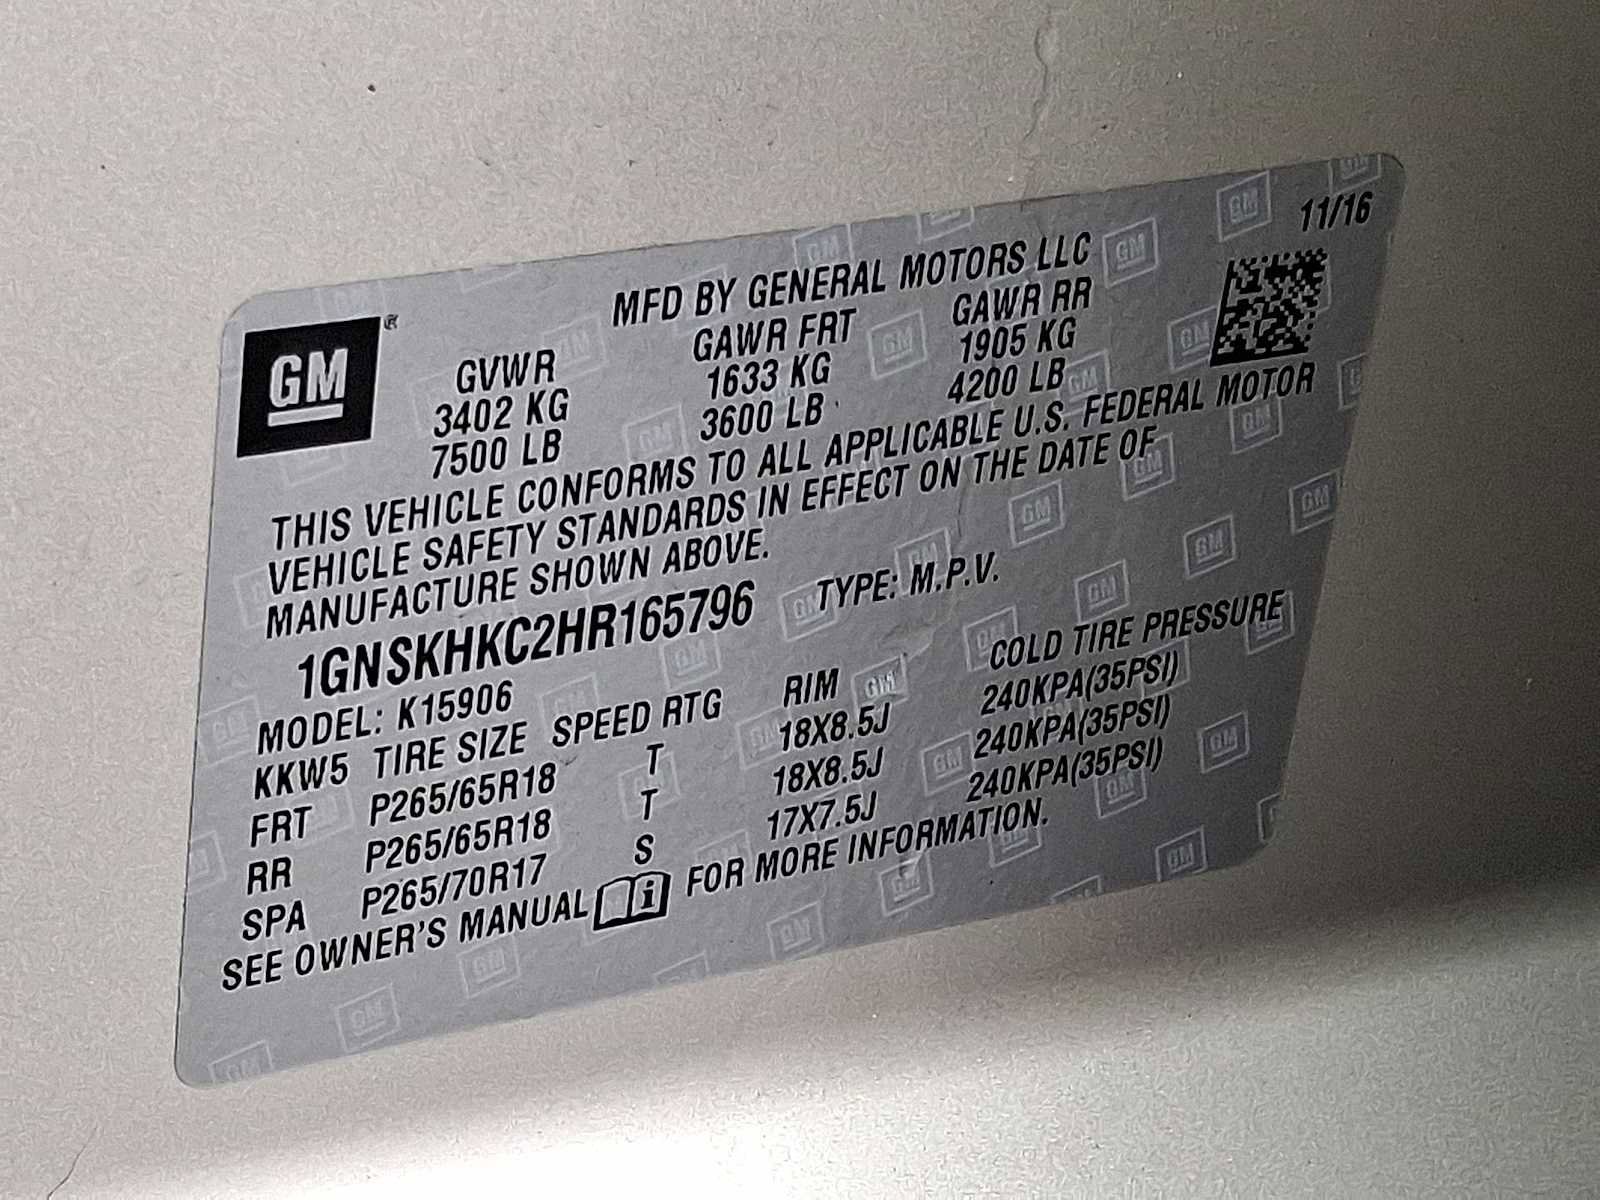 11/16
MFD BY GENERAL MOTORS LLC
GM ®
GVWR GAWR FRT GAWR RR
3402 KG 1633 KG 1905 KG
7500 LB 3600 LB 4200 LB
THIS VEHICLE CONFORMS TO ALL APPLICABLE U.S. FEDERAL MOTOR
VEHICLE SAFETY STANDARDS IN EFFECT ON THE DATE OF
MANUFACTURE SHOWN ABOVE.
1GNSKHKC2HR165796 TYPE: M.P.V.
MODEL: K15906
KKW5 TIRE SIZE SPEED RTG RIM COLD TIRE PRESSURE
FRT P265/65R18 T 18X8.5J 240KPA(35PSI)
RR P265/65R18 T 18X8.5J 240KPA(35PSI)
SPA P265/70R17 S 17X7.5J 240KPA(35PSI)
SEE OWNER'S MANUAL i FOR MORE INFORMATION.